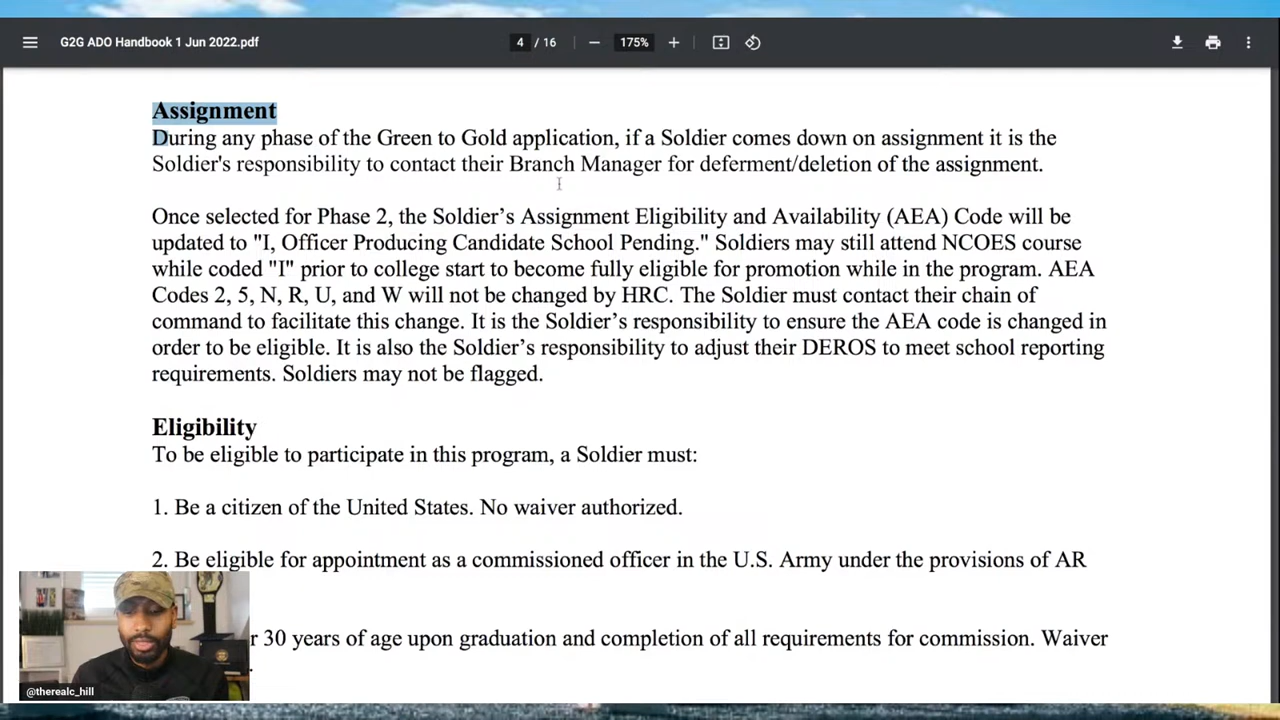 G2G ADO Handbook 1 Jun 2022.pdf
4 / 16
175%
Assignment
During any phase of the Green to Gold application, if a Soldier comes down on assignment it is the
Soldier's responsibility to contact their Branch Manager for deferment/deletion of the assignment.
Once selected for Phase 2, the Soldier’s Assignment Eligibility and Availability (AEA) Code will be
updated to "I, Officer Producing Candidate School Pending." Soldiers may still attend NCOES course
while coded "I" prior to college start to become fully eligible for promotion while in the program. AEA
Codes 2, 5, N, R, U, and W will not be changed by HRC. The Soldier must contact their chain of
command to facilitate this change. It is the Soldier’s responsibility to ensure the AEA code is changed in
order to be eligible. It is also the Soldier’s responsibility to adjust their DEROS to meet school reporting
requirements. Soldiers may not be flagged.
Eligibility
To be eligible to participate in this program, a Soldier must:
1. Be a citizen of the United States. No waiver authorized.
2. Be eligible for appointment as a commissioned officer in the U.S. Army under the provisions of AR
r 30 years of age upon graduation and completion of all requirements for commission. Waiver
@therealc_hill